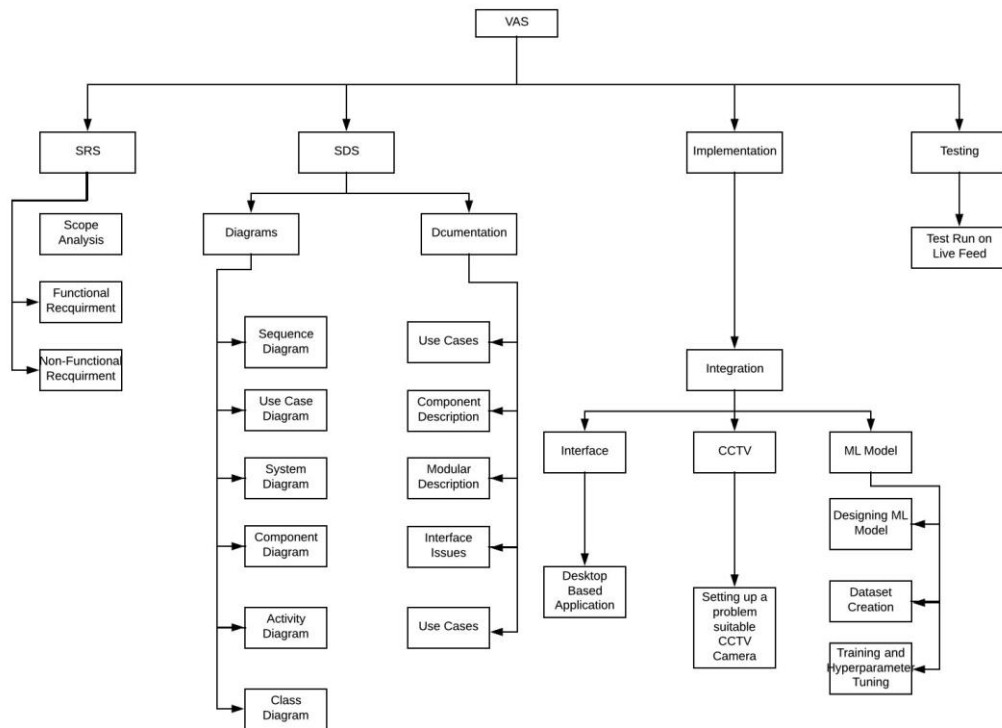 VAS
SRS
SDS
Implementation
Testing
Scope
Analysis
Diagrams
Dcumentation
Test Run on
Live Feed
Functional
Recquirment
Non-Functional
Recquirment
Sequence
Diagram
Use Cases
Integration
Use Case
Diagram
Component
Description
Interface
CCTV
ML Model
System
Diagram
Modular
Description
Designing ML
Model
Component
Diagram
Interface
Issues
Desktop
Based
Application
Setting up a
problem
suitable
CCTV
Camera
Dataset
Creation
Activity
Diagram
Use Cases
Training and
Hyperparameter
Tuning
Class
Diagram